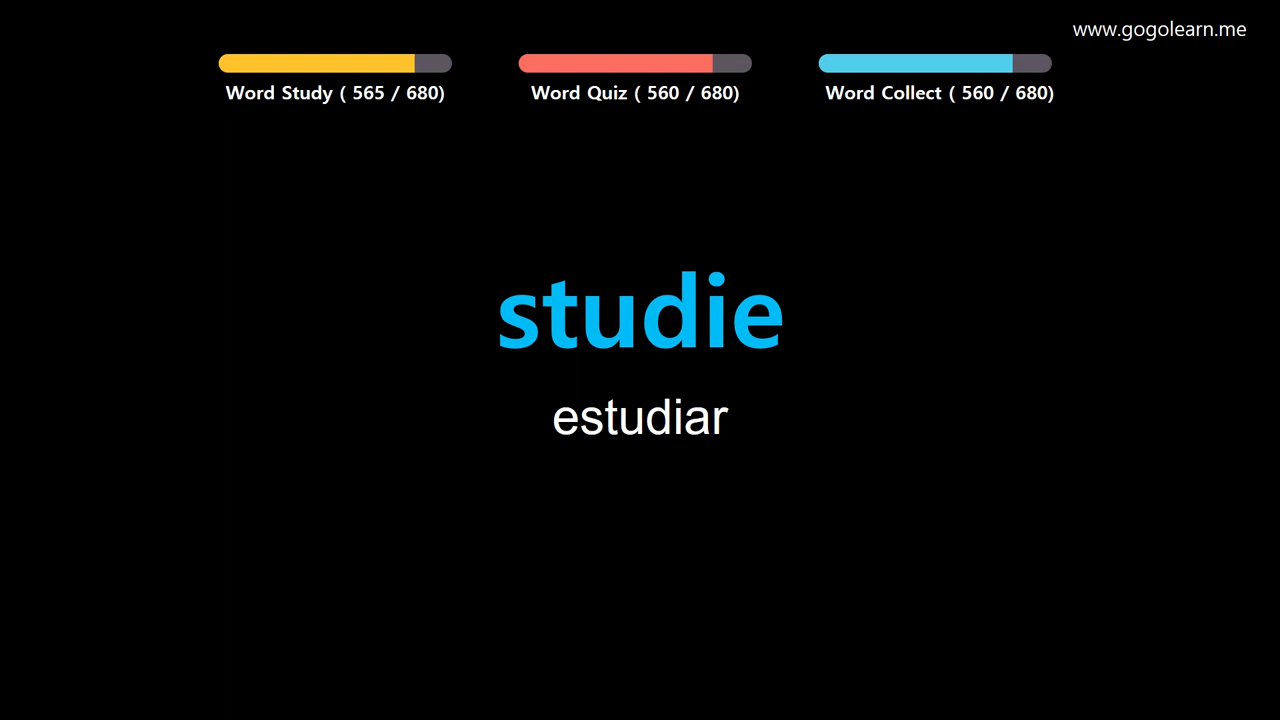 www.gogolearn.me
Word Study ( 565 / 680)
Word Quiz ( 560 / 680)
Word Collect ( 560 / 680)
studie
estudiar